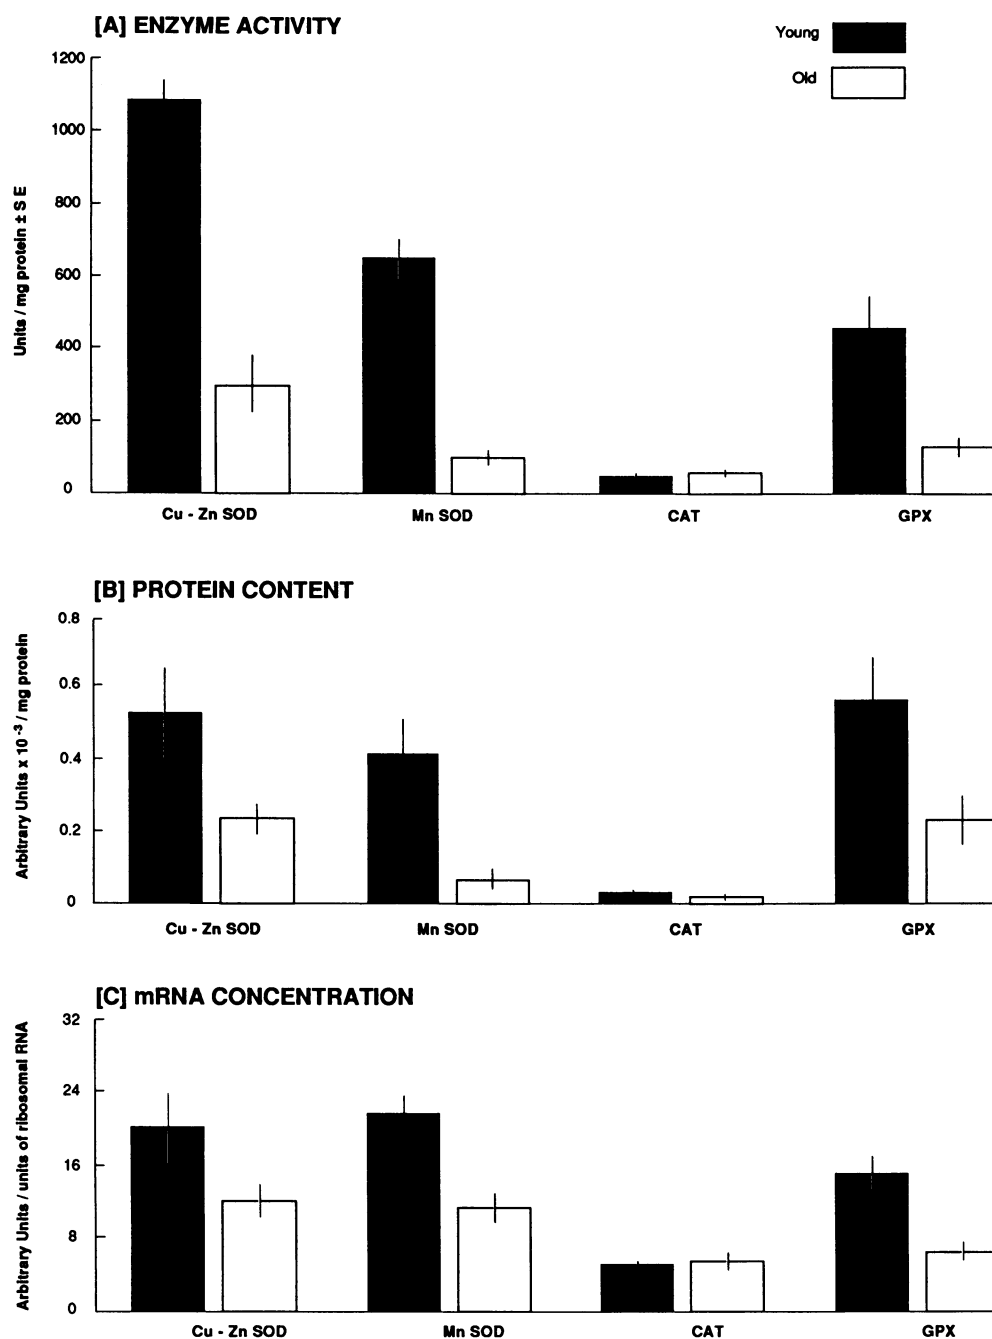 [A] ENZYME ACTIVITY
Young
Old
Units / mg protein ± S E
1200
1000
800
600
400
200
0
Cu - Zn SOD Mn SOD CAT GPX
[B] PROTEIN CONTENT
Arbitrary Units x 10 -3 / mg protein
0.8
0.6
0.4
0.2
0
Cu - Zn SOD Mn SOD CAT GPX
[C] mRNA CONCENTRATION
Arbitrary Units / units of ribosomal RNA
32
24
16
8
0
Cu - Zn SOD Mn SOD CAT GPX